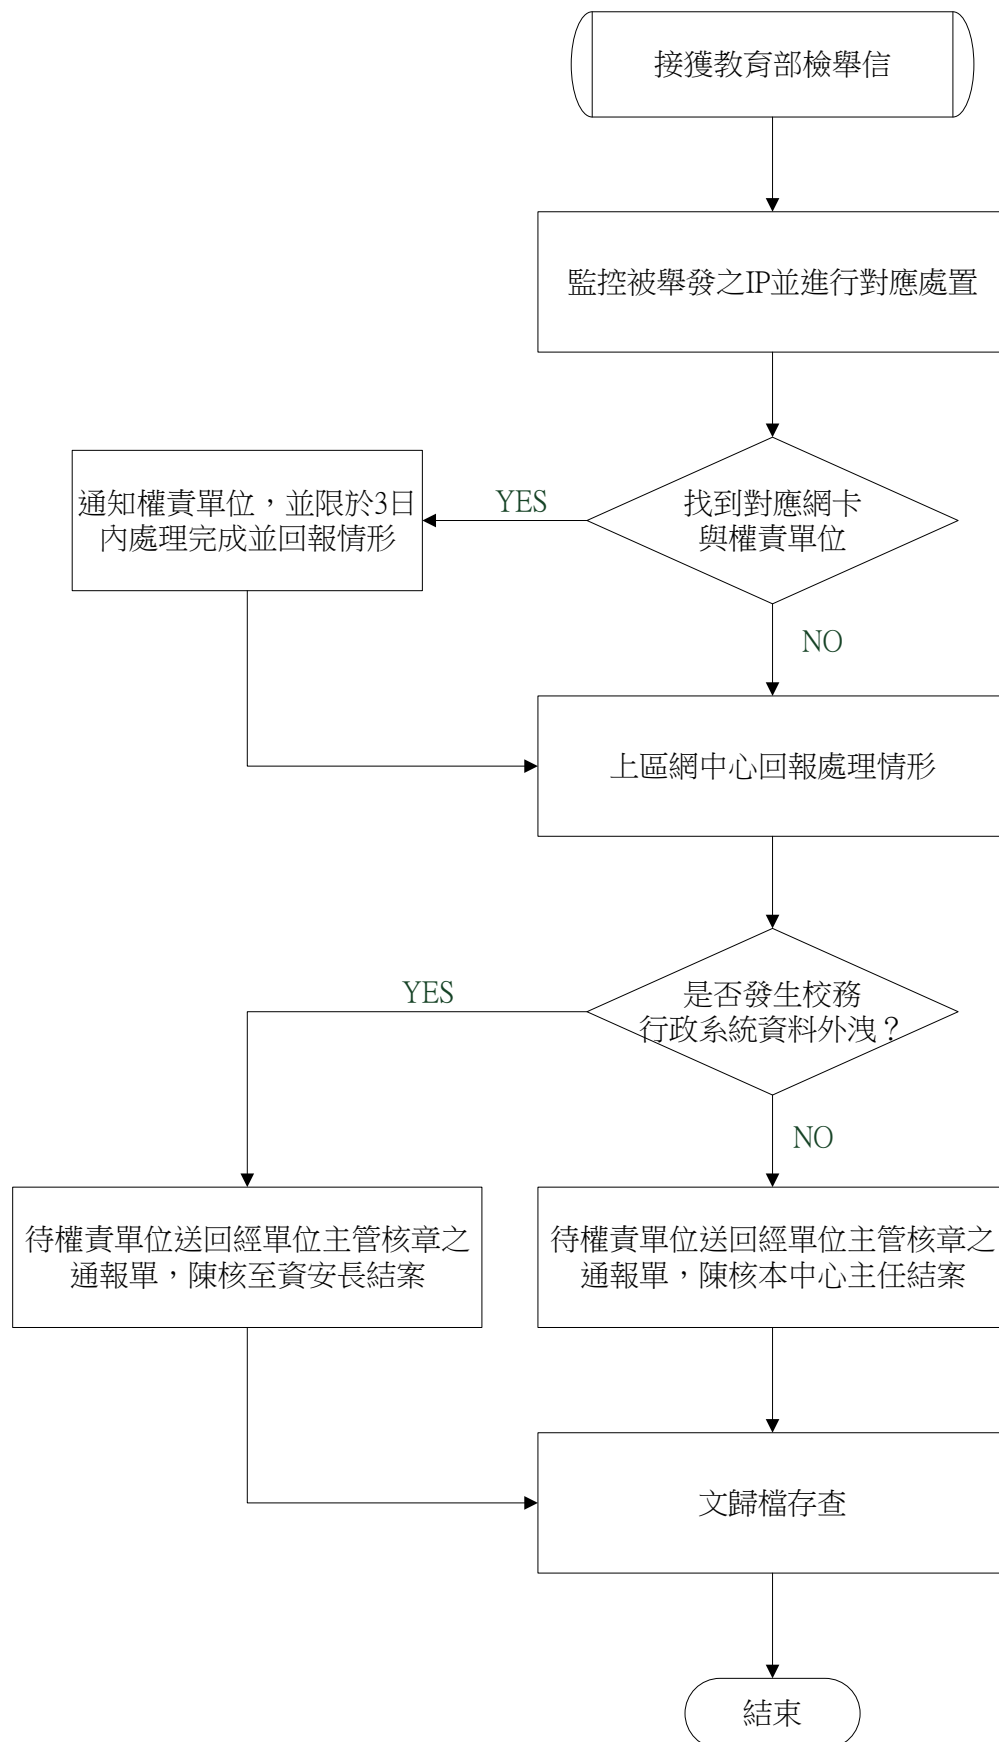 接獲教育部檢舉信
監控被舉發之IP並進行對應處置
找到對應網卡
與權責單位
YES
通知權責單位，並限於3日
內處理完成並回報情形
NO
上區網中心回報處理情形
是否發生校務
行政系統資料外洩？
YES
NO
待權責單位送回經單位主管核章之
通報單，陳核至資安長結案
待權責單位送回經單位主管核章之
通報單，陳核本中心主任結案
文歸檔存查
結束